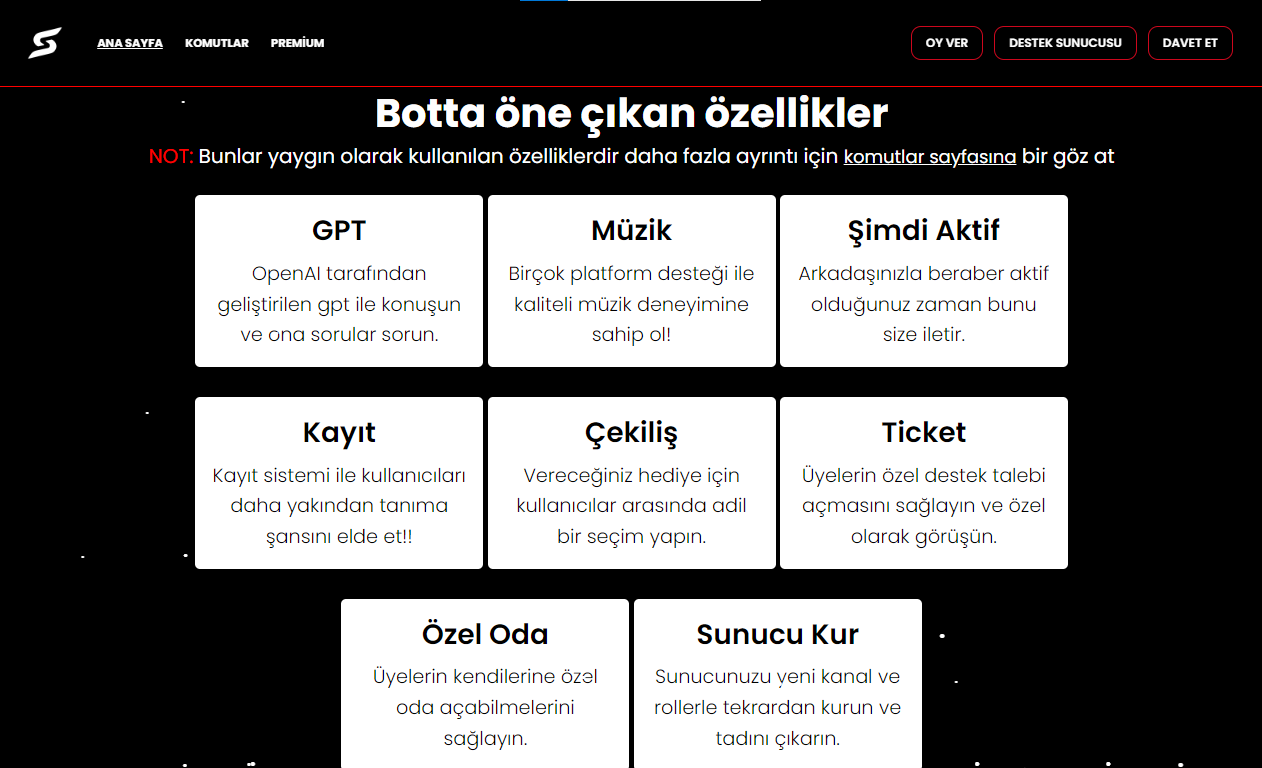 ANA SAYFA KOMUTLAR PREMİUM OY VER DESTEK SUNUCUSU DAVET ET
Botta öne çıkan özellikler
NOT: Bunlar yaygın olarak kullanılan özelliklerdir daha fazla ayrıntı için komutlar sayfasına bir göz at
GPT
OpenAI tarafından
geliştirilen gpt ile konuşun
ve ona sorular sorun.
Müzik
Birçok platform desteği ile
kaliteli müzik deneyimine
sahip ol!
Şimdi Aktif
Arkadaşınızla beraber aktif
olduğunuz zaman bunu
size iletir.
Kayıt
Kayıt sistemi ile kullanıcıları
daha yakından tanıma
şansını elde et!!
Çekiliş
Vereceğiniz hediye için
kullanıcılar arasında adil
bir seçim yapın.
Ticket
Üyelerin özel destek talebi
açmasını sağlayın ve özel
olarak görüşün.
Özel Oda
Üyelerin kendilerine özel
oda açabilmelerini
sağlayın.
Sunucu Kur
Sunucunuzu yeni kanal ve
rollerle tekrardan kurun ve
tadını çıkarın.